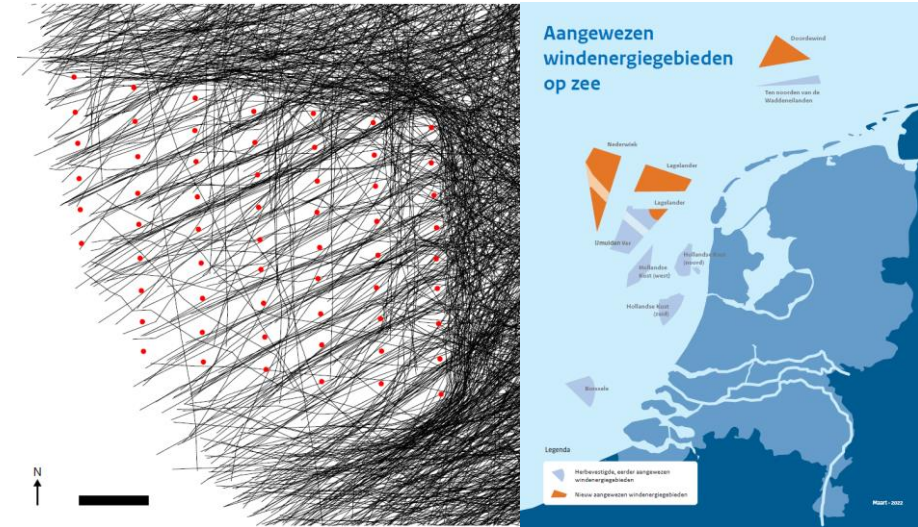 N
Aangewezen
windenergiegebieden
op zee
Doordewind
Ten noorden van de
Waddeneilanden
Nederwiek
Lagelander
Lagelander
IJmuiden Ver
Hollandse Kust
(noord)
Hollandse
Kust (west)
Hollandse Kust
(zuid)
Borssele
Legenda
Herbevestigde, eerder aangewezen
windenergiegebieden
Nieuw aangewezen windenergiegebieden
Maart - 2022